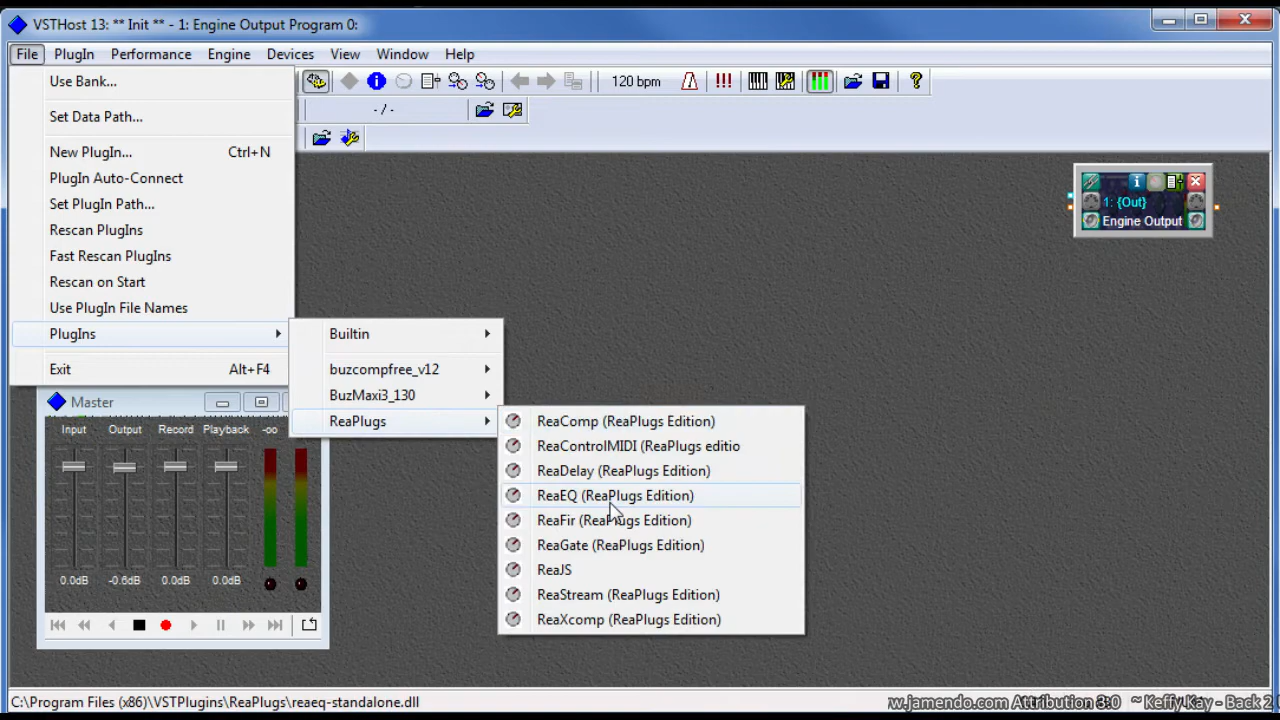 VSTHost 13: ** Init ** - 1: Engine Output Program 0:
File PlugIn Performance Engine Devices View Window Help
Use Bank...
Set Data Path...
New PlugIn... Ctrl+N
PlugIn Auto-Connect
Set PlugIn Path...
Rescan PlugIns
Fast Rescan PlugIns
Rescan on Start
Use PlugIn File Names
PlugIns
Exit Alt+F4
120 bpm
- / -
Builtin
buzcompfree_v12
BuzMaxi3_130
ReaPlugs
ReaComp (ReaPlugs Edition)
ReaControlMIDI (ReaPlugs editio
ReaDelay (ReaPlugs Edition)
ReaEQ (ReaPlugs Edition)
ReaFir (ReaPlugs Edition)
ReaGate (ReaPlugs Edition)
ReaJS
ReaStream (ReaPlugs Edition)
ReaXcomp (ReaPlugs Edition)
1: {Out}
Engine Output
Master
Input Output Record Playback -oo
0.0dB -0.6dB 0.0dB 0.0dB
C:\Program Files (x86)\VSTPlugins\ReaPlugs\reaeq-standalone.dll
w.jamendo.com Attribution 3.0 ~ Keffy Kay - Back 2